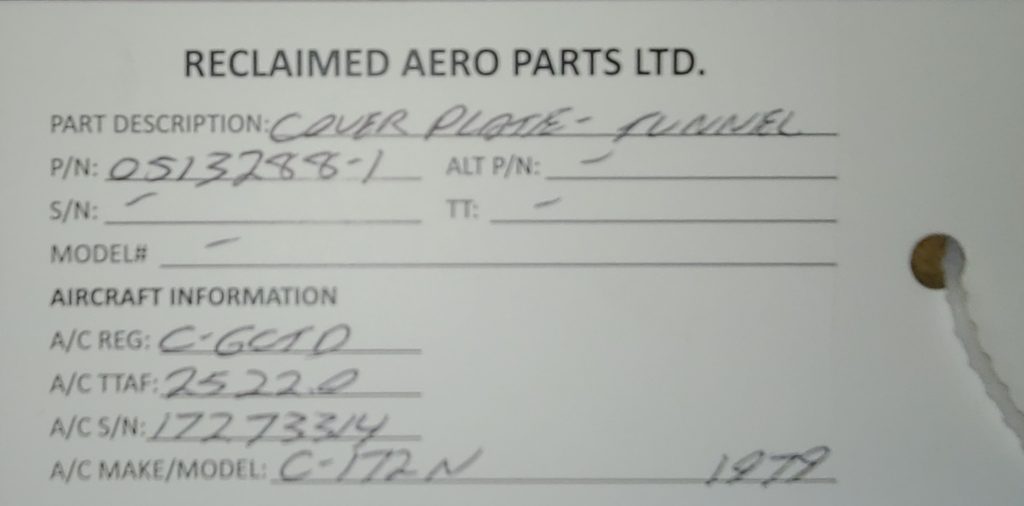 RECLAIMED AERO PARTS LTD.
PART DESCRIPTION: COVER PLATE - TUNNEL
P/N: 0513288-1 ALT P/N: -
S/N: - TT: -
MODEL# -
AIRCRAFT INFORMATION
A/C REG: C-GCTD
A/C TTAF: 2522.0
A/C S/N: 17273314
A/C MAKE/MODEL: C-172N 1979